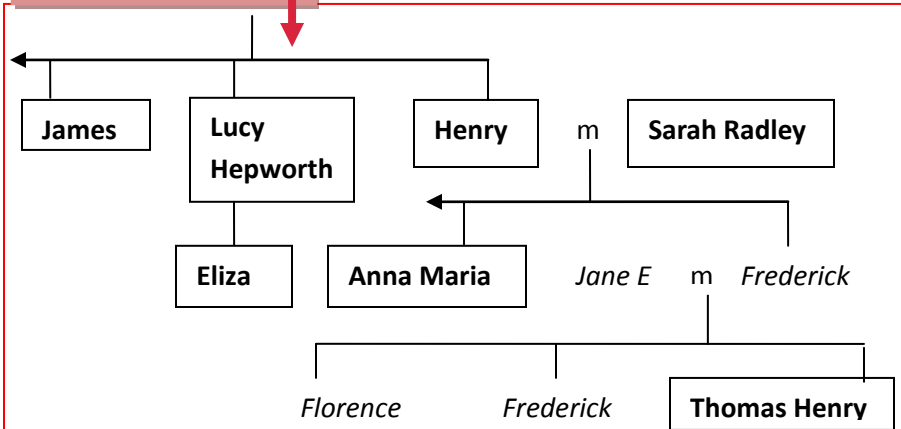 James
Lucy
Hepworth
Henry m Sarah Radley
Eliza Anna Maria Jane E m Frederick
Florence Frederick Thomas Henry